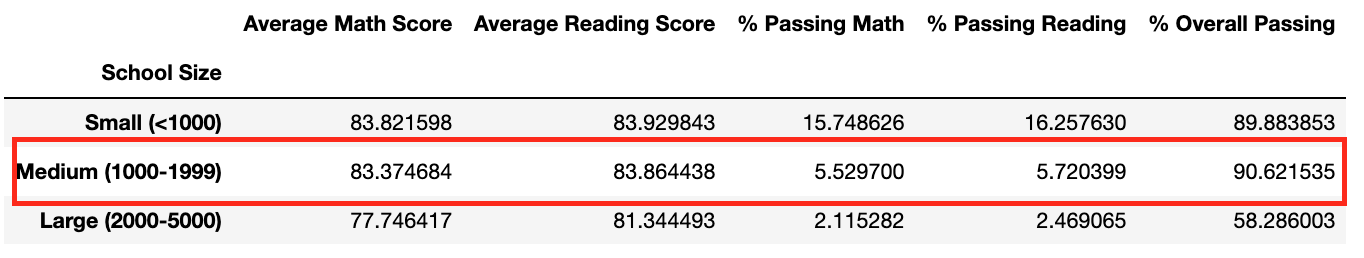 Average Math Score Average Reading Score % Passing Math % Passing Reading % Overall Passing
School Size
Small (<1000) 83.821598 83.929843 15.748626 16.257630 89.883853
Medium (1000-1999) 83.374684 83.864438 5.529700 5.720399 90.621535
Large (2000-5000) 77.746417 81.344493 2.115282 2.469065 58.286003